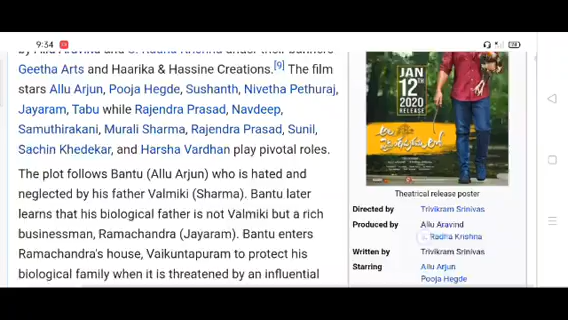 9:34
Geetha Arts and Haarika & Hassine Creations.[9] The film
stars Allu Arjun, Pooja Hegde, Sushanth, Nivetha Pethuraj,
Jayaram, Tabu while Rajendra Prasad, Navdeep,
Samuthirakani, Murali Sharma, Rajendra Prasad, Sunil,
Sachin Khedekar, and Harsha Vardhan play pivotal roles.
The plot follows Bantu (Allu Arjun) who is hated and
neglected by his father Valmiki (Sharma). Bantu later
learns that his biological father is not Valmiki but a rich
businessman, Ramachandra (Jayaram). Bantu enters
Ramachandra's house, Vaikuntapuram to protect his
biological family when it is threatened by an influential
JAN
12TH
2020
RELEASE
అల
వైకుంఠపురములో
Theatrical release poster
Directed by Trivikram Srinivas
Produced by Allu Aravind
S. Radha Krishna
Written by Trivikram Srinivas
Starring Allu Arjun
Pooja Hegde